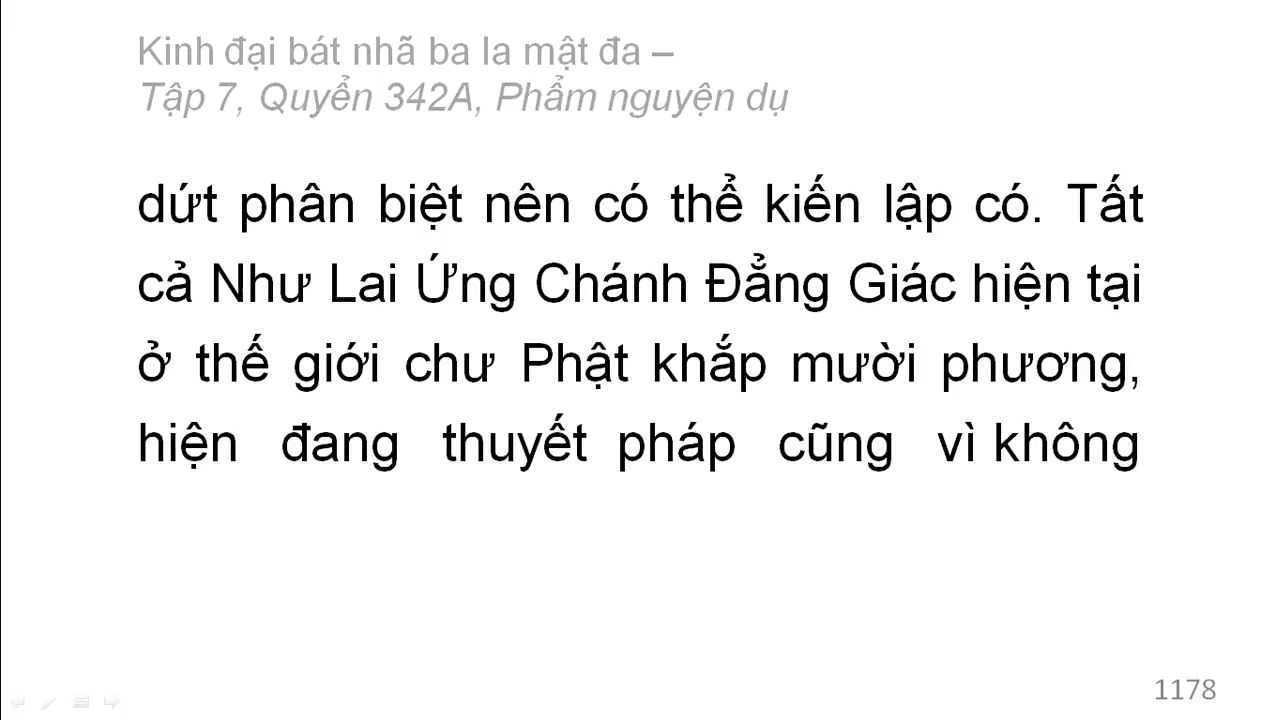 Kinh đại bát nhã ba la mật đa –
Tập 7, Quyển 342A, Phẩm nguyện dụ
dứt phân biệt nên có thể kiến lập có. Tất
cả Như Lai Ứng Chánh Đẳng Giác hiện tại
ở thế giới chư Phật khắp mười phương,
hiện đang thuyết pháp cũng vì không
1178